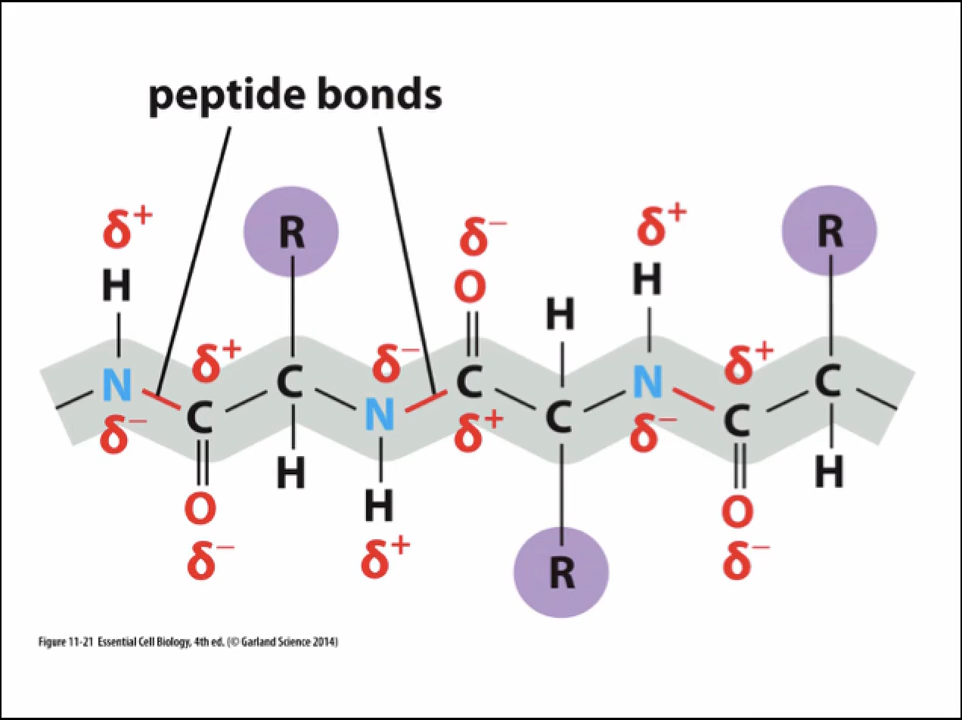 peptide bonds
δ⁺ R δ⁻ δ⁺ R
H O H H
δ⁺ δ⁻ δ⁺
N C C N C C N C C
δ⁻ δ⁺ δ⁻
O H H O H
δ⁻ δ⁺ R δ⁻
Figure 11-21 Essential Cell Biology, 4th ed. (© Garland Science 2014)